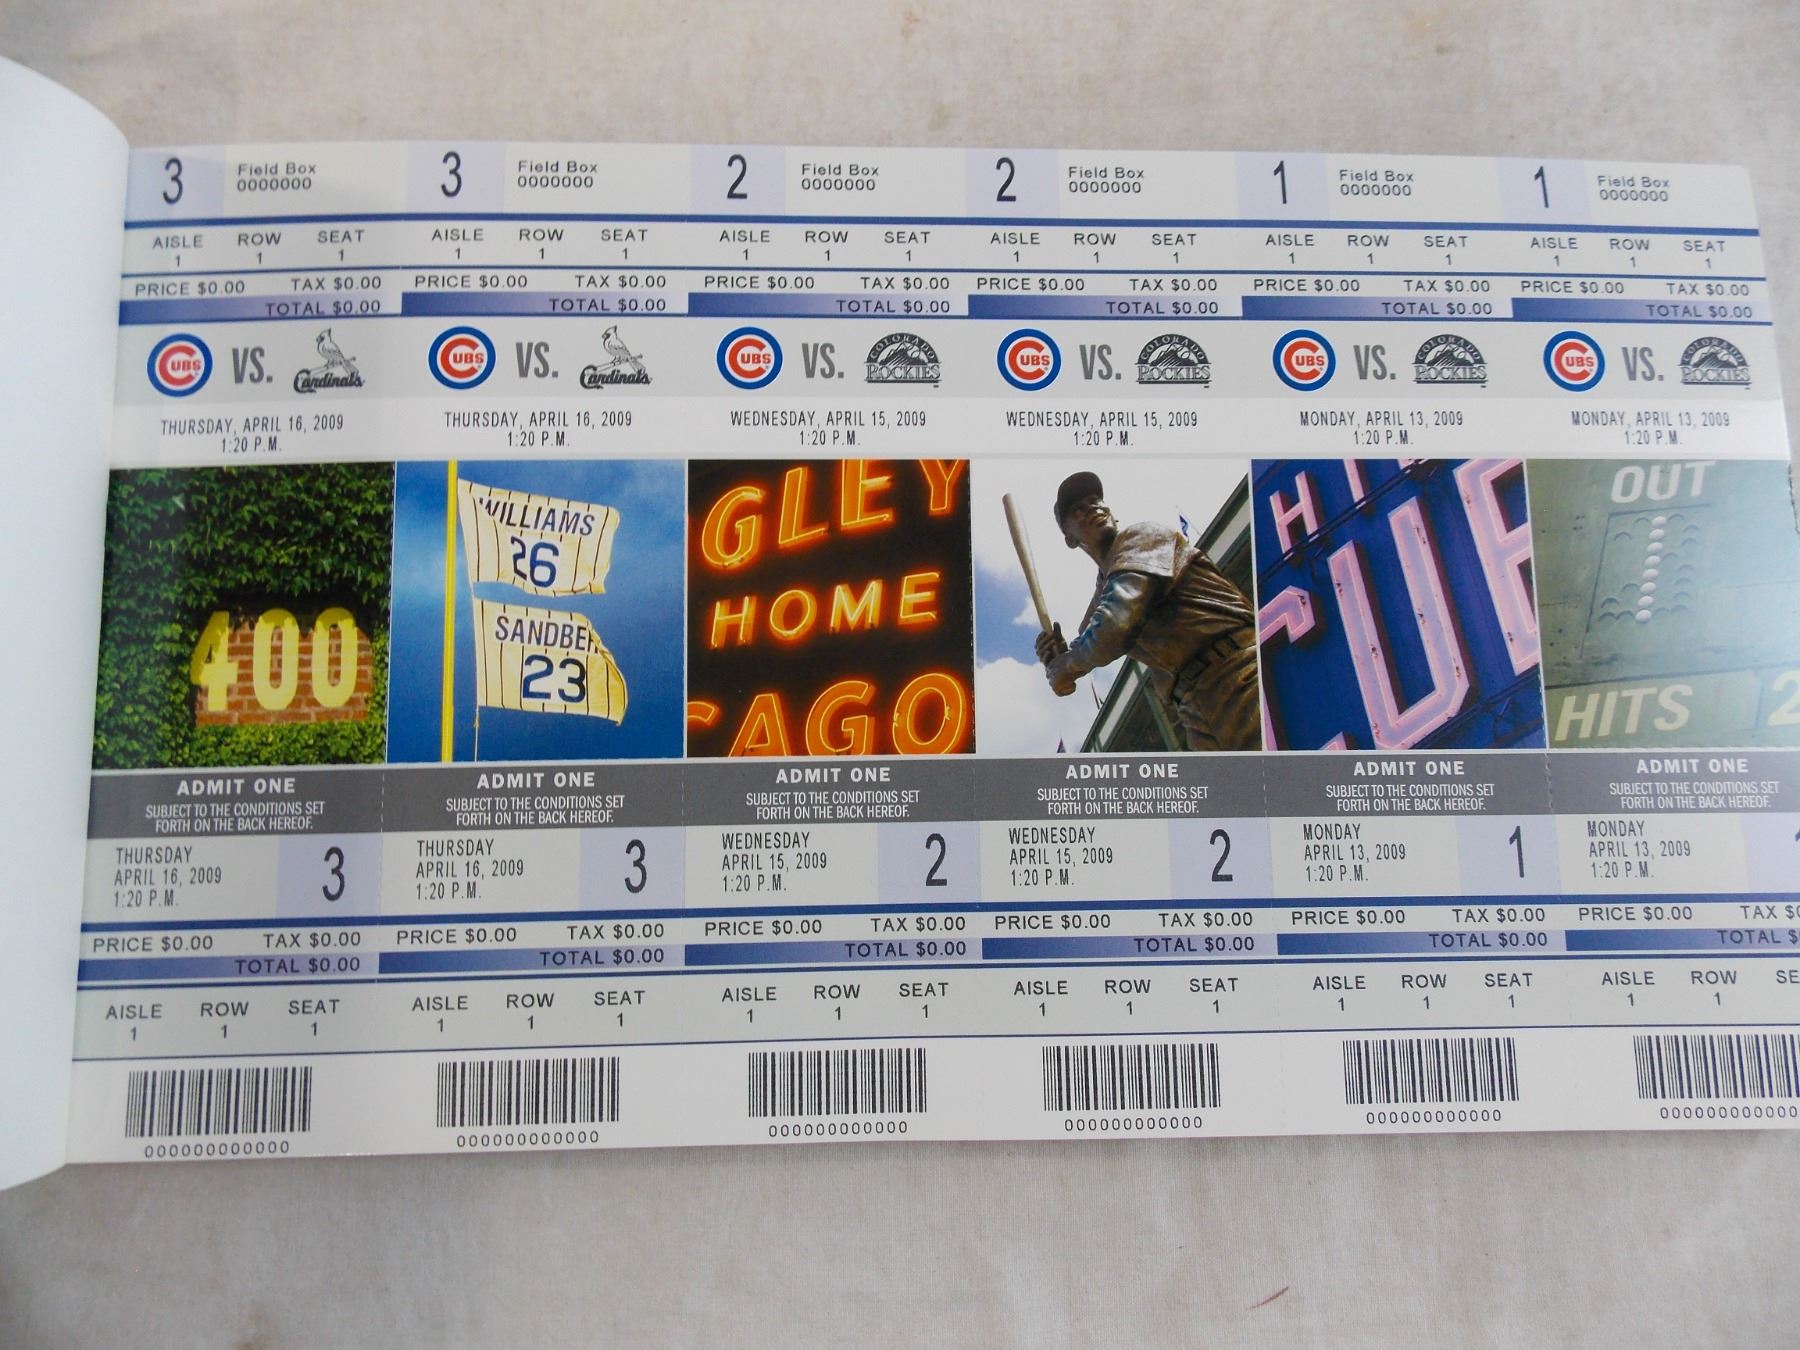 3 Field Box
0000000
AISLE ROW SEAT
1 1 1
PRICE $0.00 TAX $0.00
TOTAL $0.00
CUBS VS. Cardinals
THURSDAY, APRIL 16, 2009
1:20 P.M.
400
ADMIT ONE
SUBJECT TO THE CONDITIONS SET
FORTH ON THE BACK HEREOF.
THURSDAY
APRIL 16, 2009
1:20 P.M.
3
PRICE $0.00 TAX $0.00
TOTAL $0.00
AISLE ROW SEAT
1 1 1
000000000000
3 Field Box
0000000
AISLE ROW SEAT
1 1 1
PRICE $0.00 TAX $0.00
TOTAL $0.00
CUBS VS. Cardinals
THURSDAY, APRIL 16, 2009
1:20 P.M.
WILLIAMS
26
SANDBE
23
ADMIT ONE
SUBJECT TO THE CONDITIONS SET
FORTH ON THE BACK HEREOF.
THURSDAY
APRIL 16, 2009
1:20 P.M.
3
PRICE $0.00 TAX $0.00
TOTAL $0.00
AISLE ROW SEAT
1 1 1
000000000000
2 Field Box
0000000
AISLE ROW SEAT
1 1 1
PRICE $0.00 TAX $0.00
TOTAL $0.00
CUBS VS. COLORADO ROCKIES
WEDNESDAY, APRIL 15, 2009
1:20 P.M.
GLEY
HOME
CAGO
ADMIT ONE
SUBJECT TO THE CONDITIONS SET
FORTH ON THE BACK HEREOF.
WEDNESDAY
APRIL 15, 2009
1:20 P.M.
2
PRICE $0.00 TAX $0.00
TOTAL $0.00
AISLE ROW SEAT
1 1 1
000000000000
2 Field Box
0000000
AISLE ROW SEAT
1 1 1
PRICE $0.00 TAX $0.00
TOTAL $0.00
CUBS VS. COLORADO ROCKIES
WEDNESDAY, APRIL 15, 2009
1:20 P.M.
ADMIT ONE
SUBJECT TO THE CONDITIONS SET
FORTH ON THE BACK HEREOF.
WEDNESDAY
APRIL 15, 2009
1:20 P.M.
2
PRICE $0.00 TAX $0.00
TOTAL $0.00
AISLE ROW SEAT
1 1 1
000000000000
1 Field Box
0000000
AISLE ROW SEAT
1 1 1
PRICE $0.00 TAX $0.00
TOTAL $0.00
CUBS VS. COLORADO ROCKIES
MONDAY, APRIL 13, 2009
1:20 P.M.
HI
CUB
ADMIT ONE
SUBJECT TO THE CONDITIONS SET
FORTH ON THE BACK HEREOF.
MONDAY
APRIL 13, 2009
1:20 P.M.
1
PRICE $0.00 TAX $0.00
TOTAL $0.00
AISLE ROW SEAT
1 1 1
000000000000
1 Field Box
0000000
AISLE ROW SEAT
1 1 1
PRICE $0.00 TAX $0.00
TOTAL $0.00
CUBS VS. COLORADO ROCKIES
MONDAY, APRIL 13, 2009
1:20 P.M.
OUT
1
HITS 2
ADMIT ONE
SUBJECT TO THE CONDITIONS SET
FORTH ON THE BACK HEREOF.
MONDAY
APRIL 13, 2009
1:20 P.M.
1
PRICE $0.00 TAX $0
TOTAL $
AISLE ROW SE
1 1
00000000000